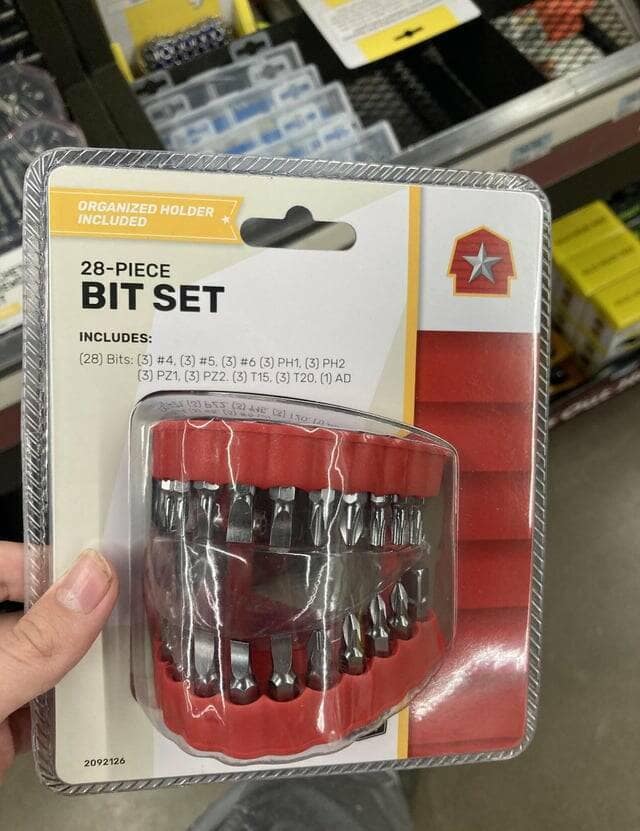 ORGANIZED HOLDER
INCLUDED
28-PIECE
BIT SET
INCLUDES:
(28) Bits: (3) #4, (3) #5, (3) #6 (3) PH1, (3) PH2
(3) PZ1, (3) PZ2. (3) T15, (3) T20, (1) AD
2092126